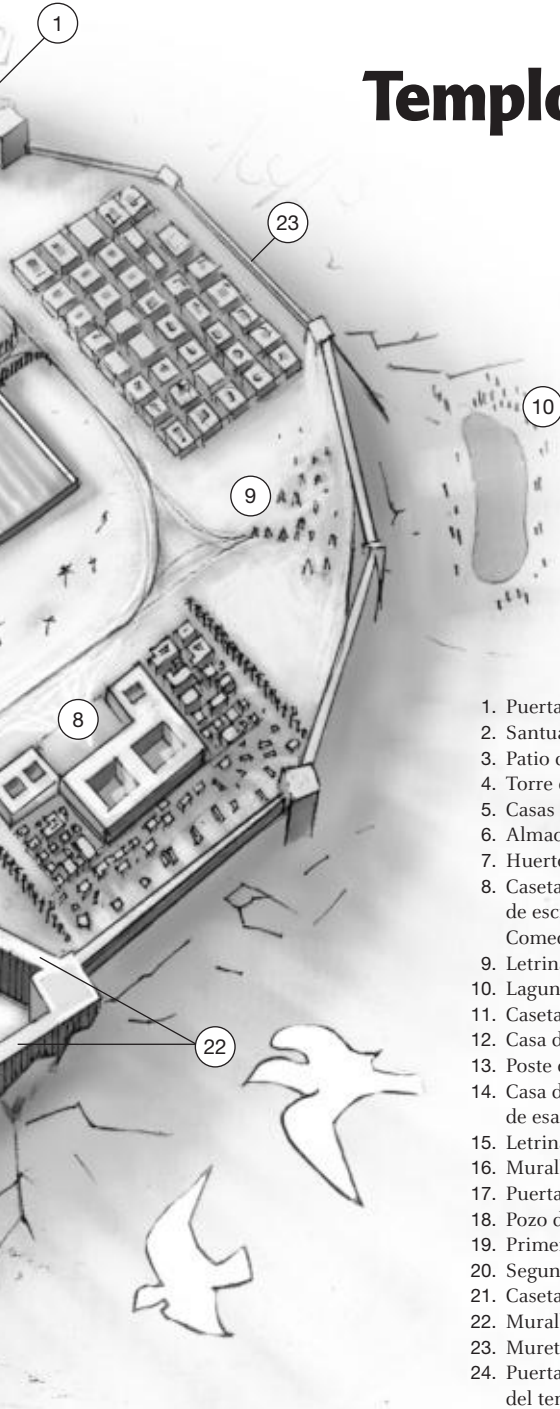 1
Templo
23
10
9
8
22
1. Puerta
2. Santua
3. Patio d
4. Torre d
5. Casas
6. Almac
7. Huerto
8. Caseta
de escl
Comed
9. Letrin
10. Lagun
11. Caseta
12. Casa d
13. Poste d
14. Casa d
de esa
15. Letrin
16. Mural
17. Puerta
18. Pozo d
19. Prime
20. Segun
21. Caseta
22. Mural
23. Muret
24. Puerta
del ten